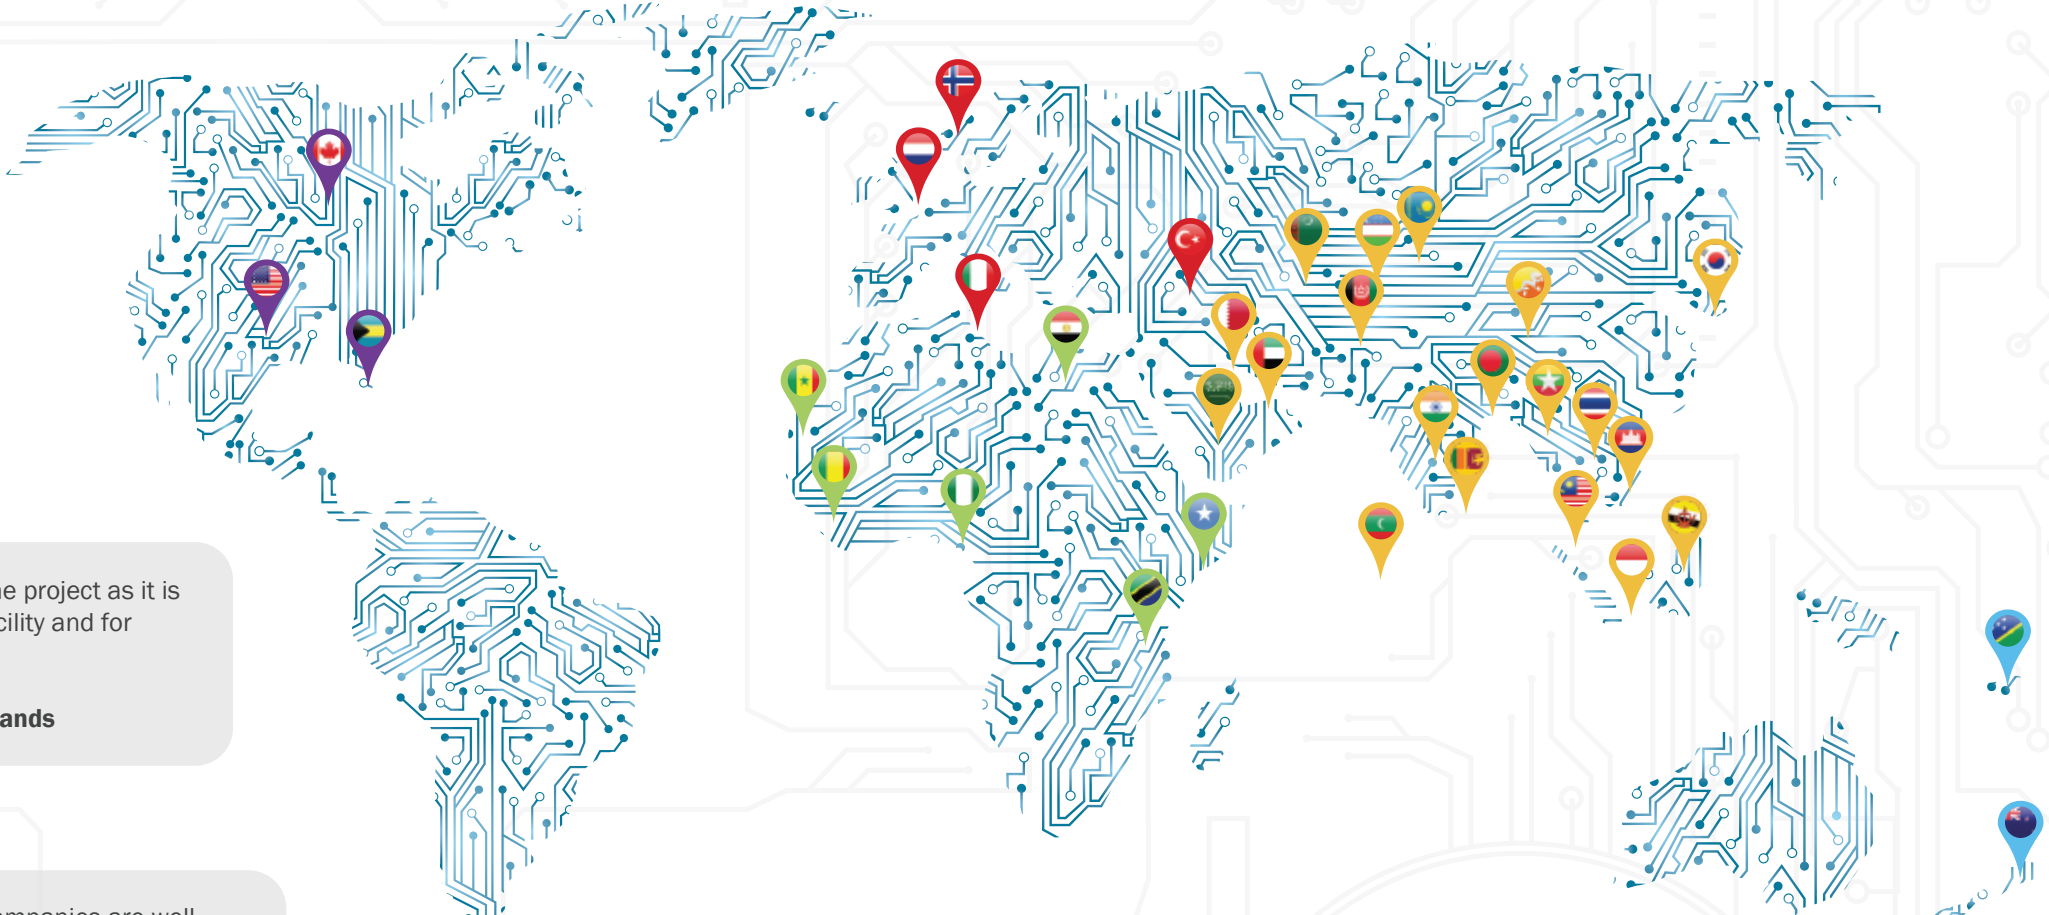 e project as it is
cility and for
ands